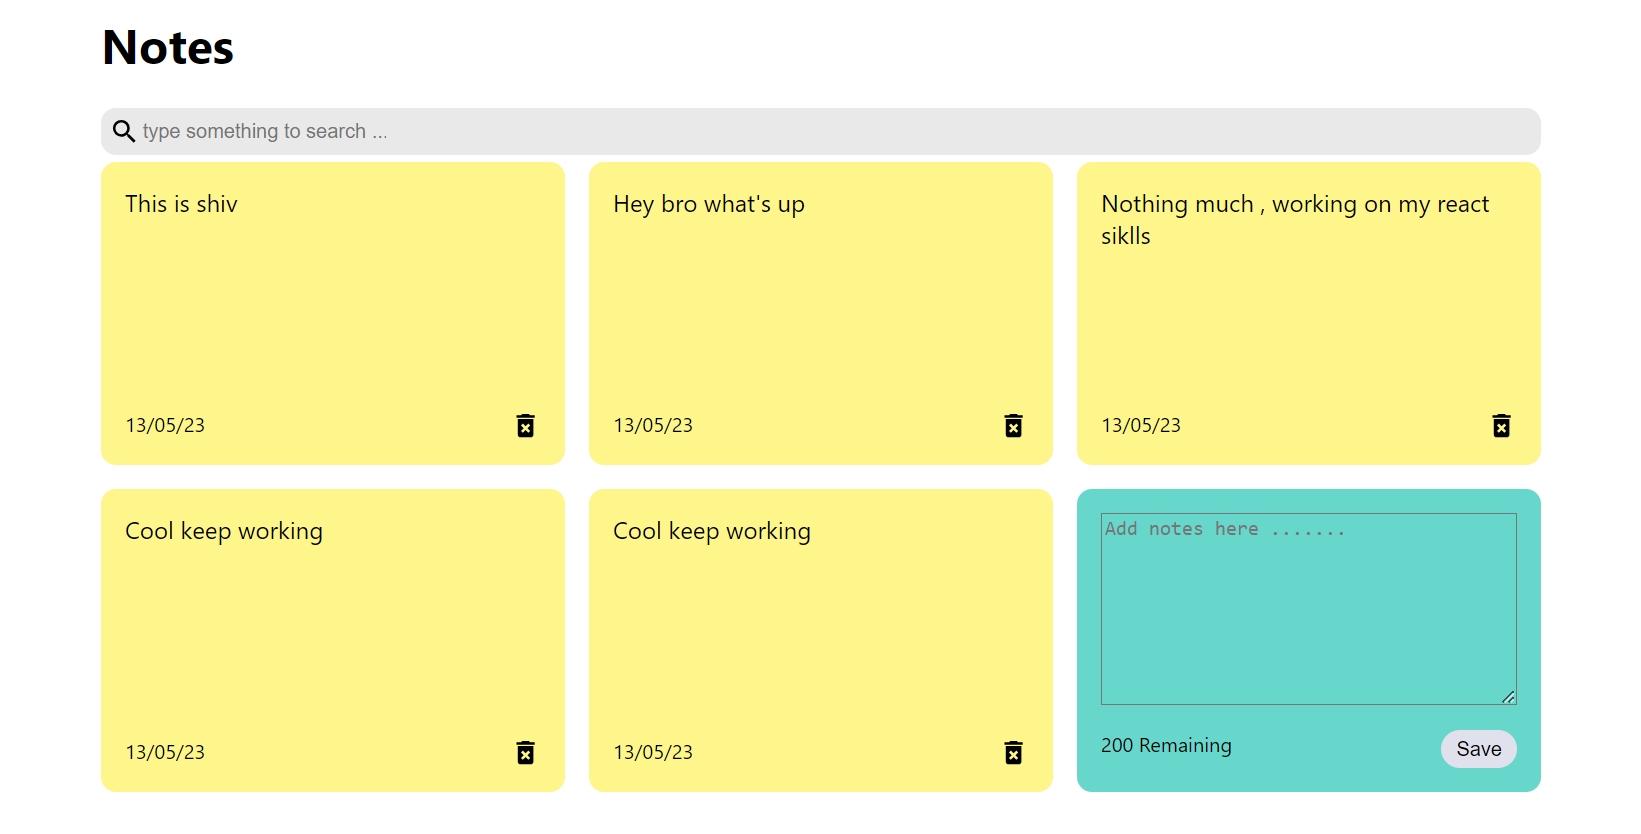 Notes
type something to search ...
This is shiv
13/05/23
Hey bro what's up
13/05/23
Nothing much , working on my react
siklls
13/05/23
Cool keep working
13/05/23
Cool keep working
13/05/23
Add notes here .......
200 Remaining
Save